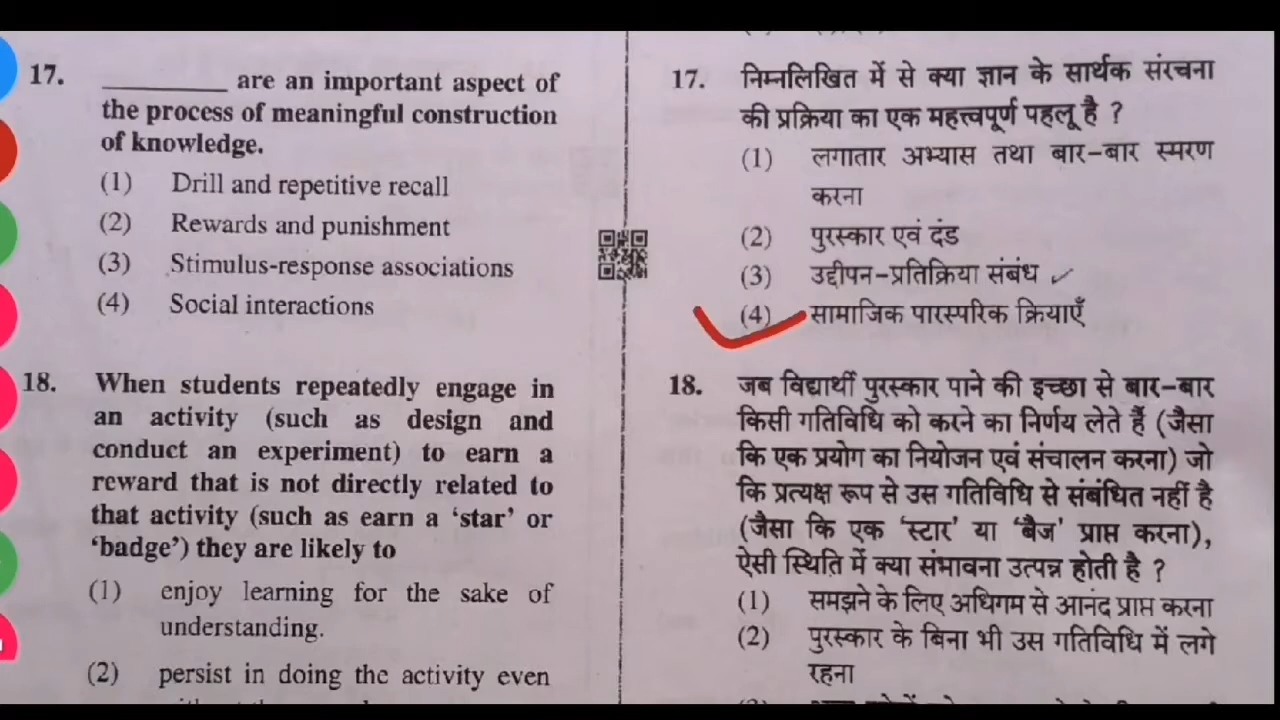 17.
_________ are an important aspect of
the process of meaningful construction
of knowledge.
(1) Drill and repetitive recall
(2) Rewards and punishment
(3) Stimulus-response associations
(4) Social interactions
18. When students repeatedly engage in
an activity (such as design and
conduct an experiment) to earn a
reward that is not directly related to
that activity (such as earn a ‘star’ or
‘badge’) they are likely to
(1) enjoy learning for the sake of
understanding.
(2) persist in doing the activity even
17. निम्नलिखित में से क्या ज्ञान के सार्थक संरचना
की प्रक्रिया का एक महत्त्वपूर्ण पहलू है ?
(1) लगातार अभ्यास तथा बार-बार स्मरण
करना
(2) पुरस्कार एवं दंड
(3) उद्दीपन-प्रतिक्रिया संबंध
(4) सामाजिक पारस्परिक क्रियाएँ
18. जब विद्यार्थी पुरस्कार पाने की इच्छा से बार-बार
किसी गतिविधि को करने का निर्णय लेते हैं (जैसा
कि एक प्रयोग का नियोजन एवं संचालन करना) जो
कि प्रत्यक्ष रूप से उस गतिविधि से संबंधित नहीं है
(जैसा कि एक ‘स्टार’ या ‘बैज’ प्राप्त करना),
ऐसी स्थिति में क्या संभावना उत्पन्न होती है ?
(1) समझने के लिए अधिगम से आनंद प्राप्त करना
(2) पुरस्कार के बिना भी उस गतिविधि में लगे
रहना